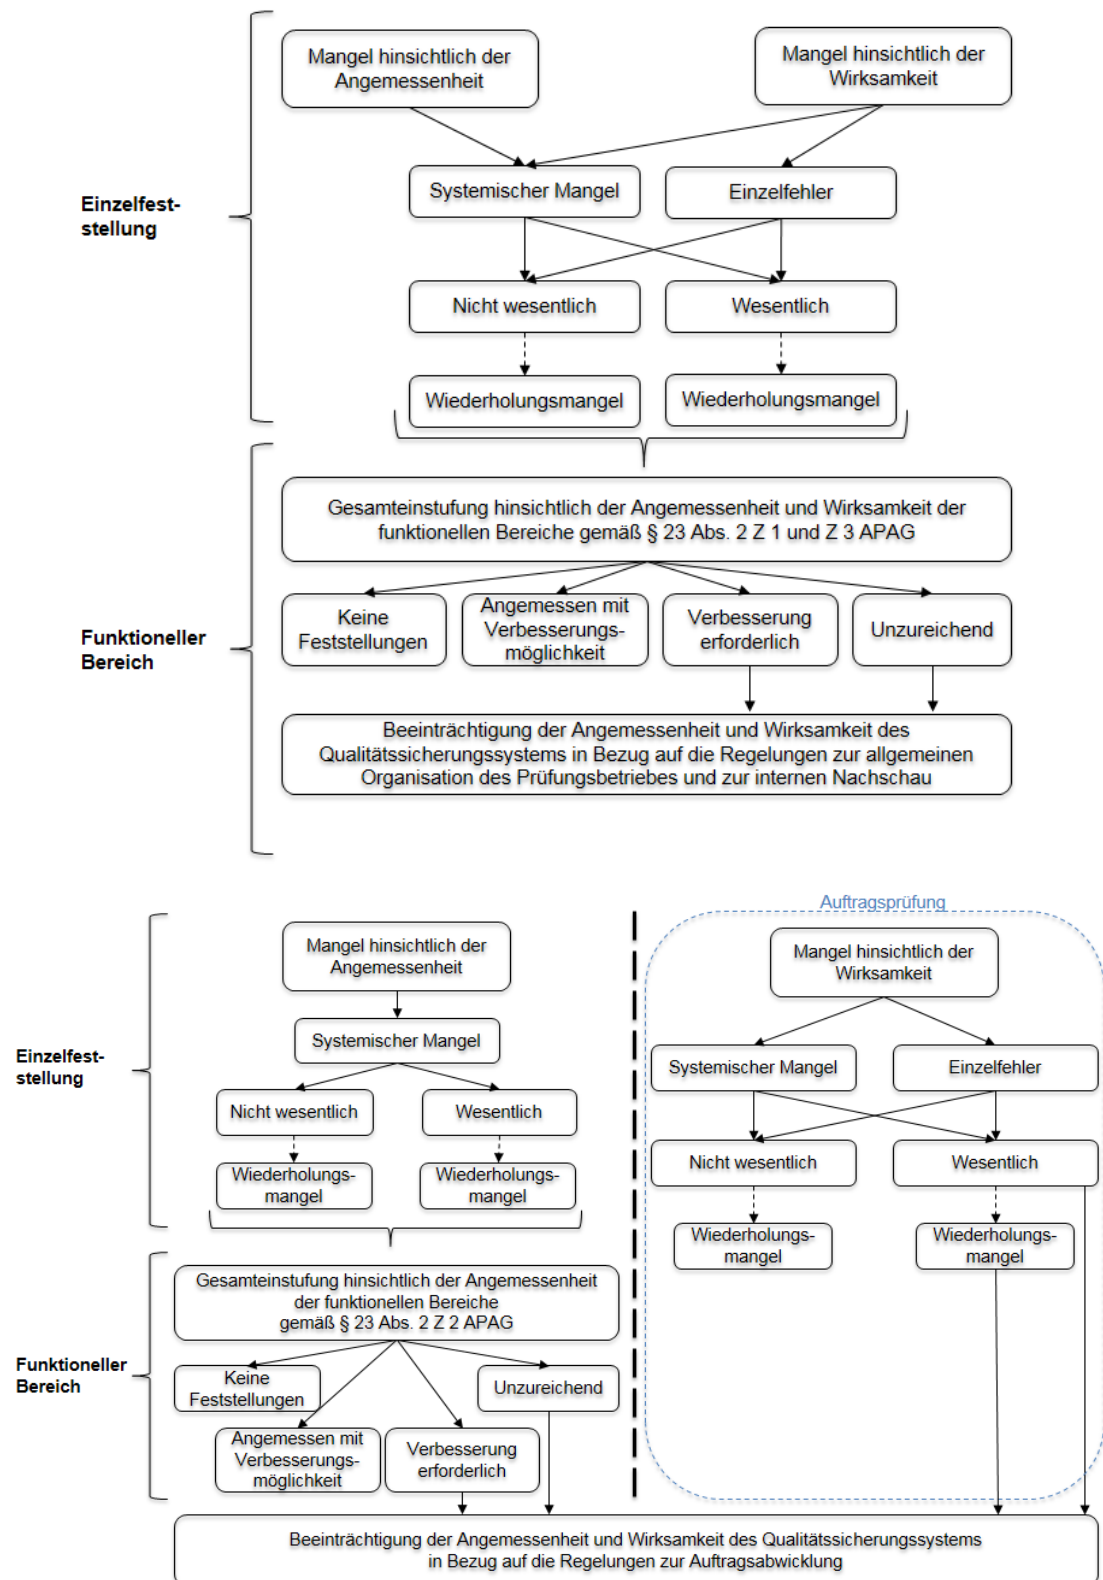 Mangel hinsichtlich der
Angemessenheit
Mangel hinsichtlich der
Wirksamkeit
Systemischer Mangel
Einzelfehler
Einzelfest-
stellung
Nicht wesentlich
Wesentlich
Wiederholungsmangel
Wiederholungsmangel
Gesamteinstufung hinsichtlich der Angemessenheit und Wirksamkeit der
funktionellen Bereiche gemäß § 23 Abs. 2 Z 1 und Z 3 APAG
Funktioneller
Bereich
Keine
Feststellungen
Angemessen mit
Verbesserungs-
möglichkeit
Verbesserung
erforderlich
Unzureichend
Beeinträchtigung der Angemessenheit und Wirksamkeit des
Qualitätssicherungssystems in Bezug auf die Regelungen zur allgemeinen
Organisation des Prüfungsbetriebes und zur internen Nachschau
Auftragsprüfung
Mangel hinsichtlich der
Angemessenheit
Mangel hinsichtlich der
Wirksamkeit
Systemischer Mangel
Systemischer Mangel
Einzelfehler
Einzelfest-
stellung
Nicht wesentlich
Wesentlich
Nicht wesentlich
Wesentlich
Wiederholungs-
mangel
Wiederholungs-
mangel
Wiederholungs-
mangel
Wiederholungs-
mangel
Gesamteinstufung hinsichtlich der Angemessenheit
der funktionellen Bereiche
gemäß § 23 Abs. 2 Z 2 APAG
Funktioneller
Bereich
Keine
Feststellungen
Unzureichend
Angemessen mit
Verbesserungs-
möglichkeit
Verbesserung
erforderlich
Beeinträchtigung der Angemessenheit und Wirksamkeit des Qualitätssicherungssystems
in Bezug auf die Regelungen zur Auftragsabwicklung